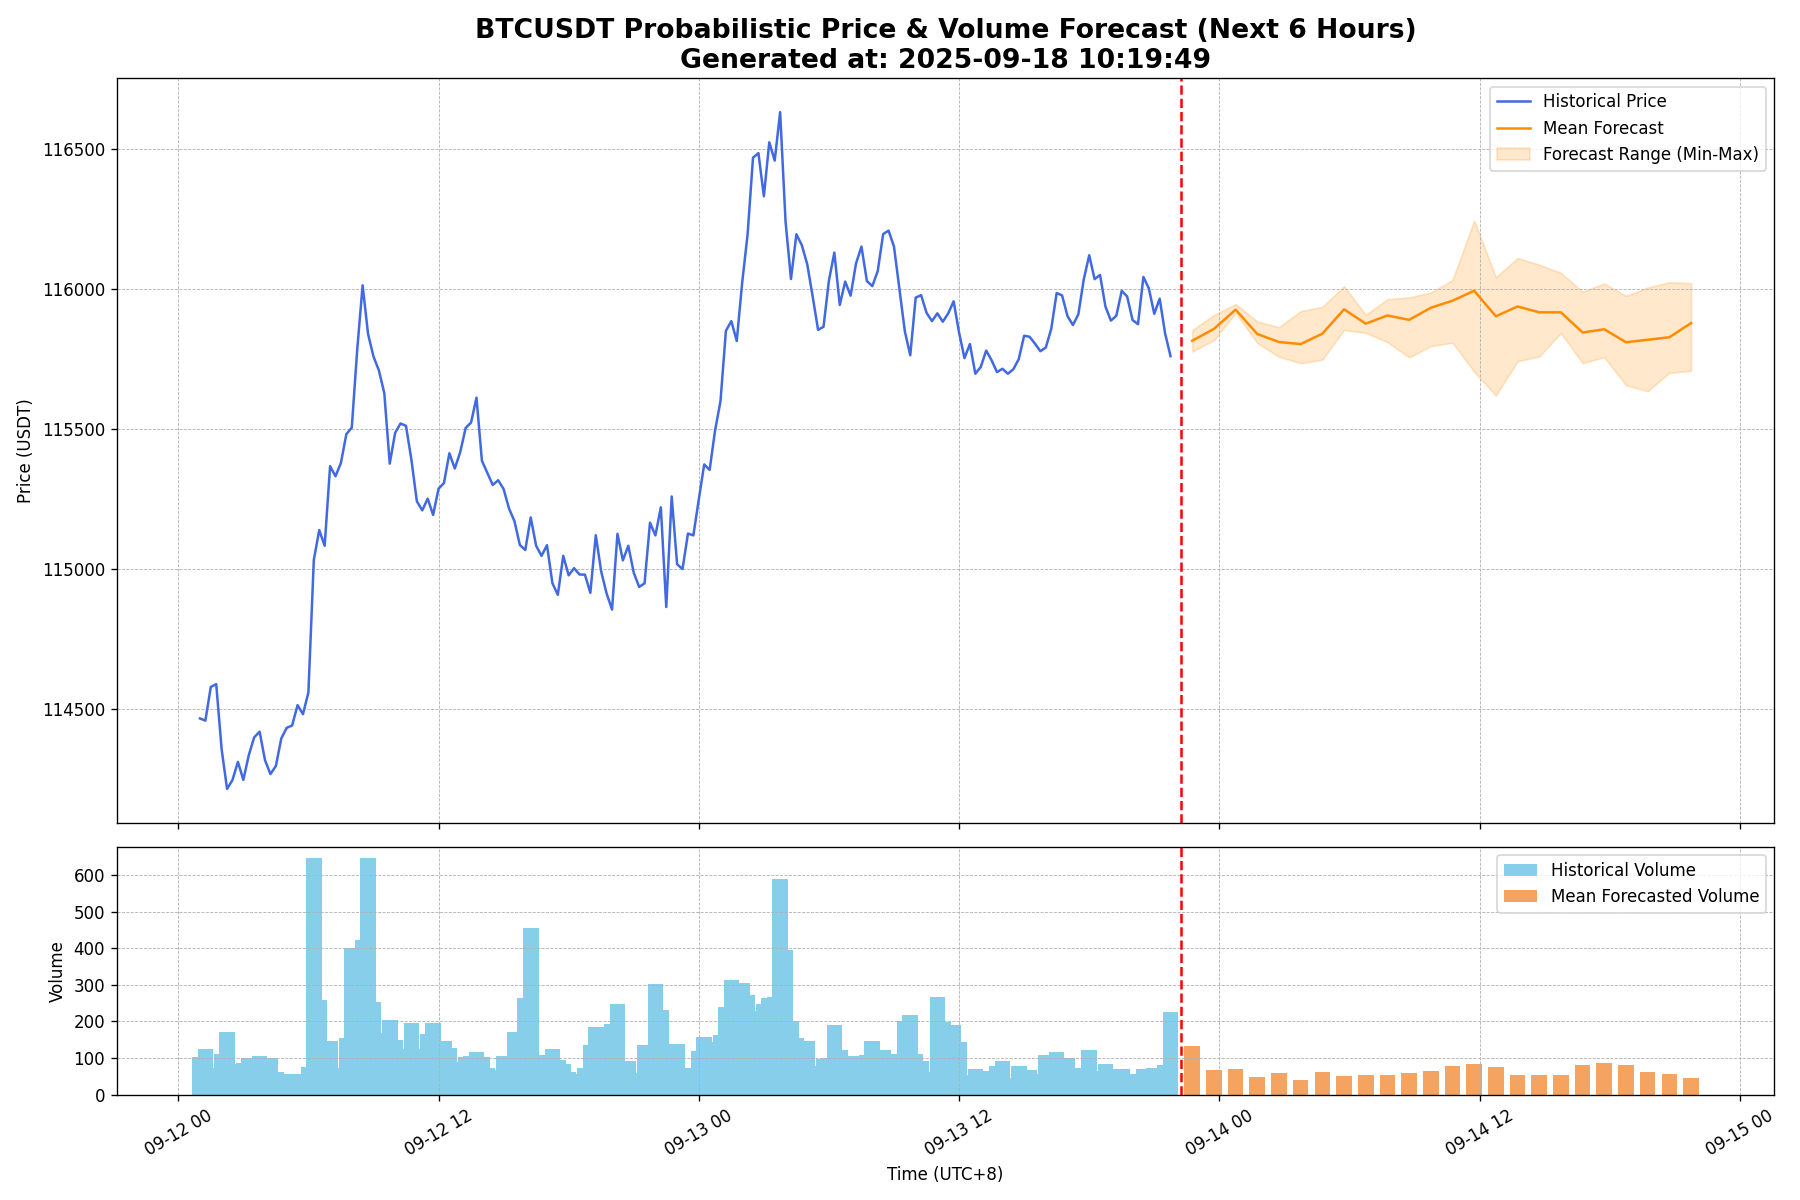 BTCUSDT Probabilistic Price & Volume Forecast (Next 6 Hours)
Generated at: 2025-09-18 10:19:49
Historical Price
Mean Forecast
Forecast Range (Min-Max)
Price (USDT)
116500
116000
115500
115000
114500
Historical Volume
Mean Forecasted Volume
Volume
600
500
400
300
200
100
0
09-12 00
09-12 12
09-13 00
09-13 12
09-14 00
09-14 12
09-15 00
Time (UTC+8)